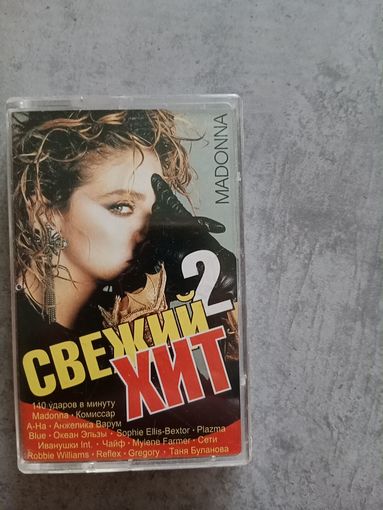 MADONNA
2
СВЕЖИЙ
ХИТ
140 ударов в минуту
Madonna · Комиссар
A-Ha · Анжелика Варум
Blue · Океан Эльзы · Sophie Ellis-Bextor · Plazma
Иванушки Int. · Чайф · Mylene Farmer · Сети
Robbie Williams · Reflex · Gregory · Таня Буланова